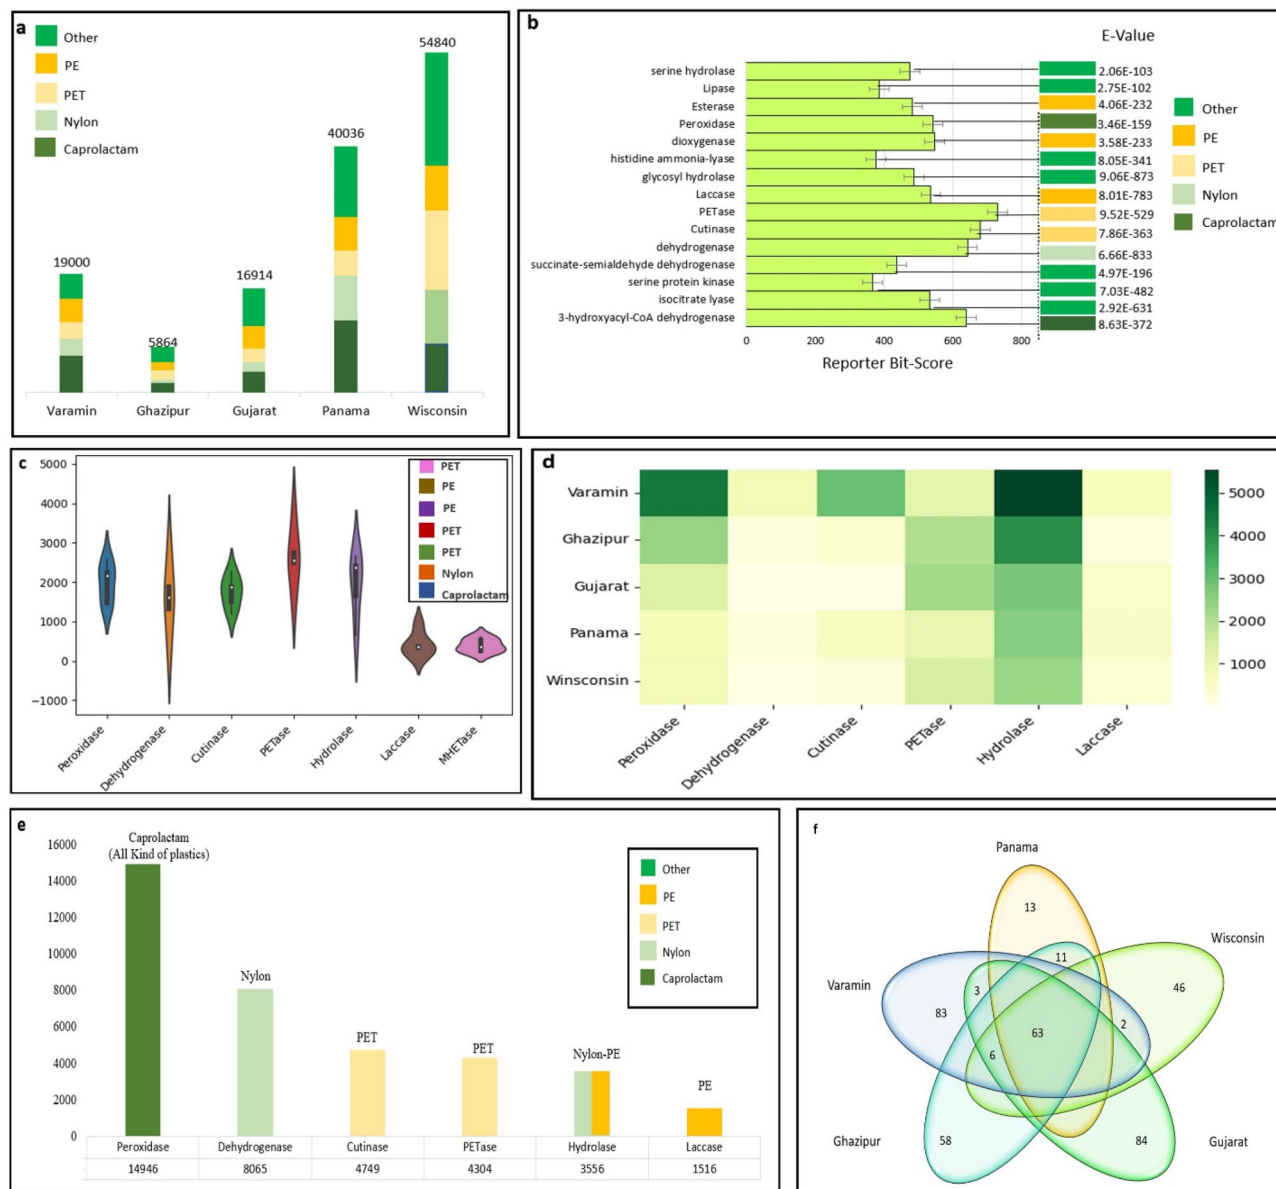 a
Other
PE
PET
Nylon
Caprolactam
19000
5864
16914
40036
54840
Varamin
Ghazipur
Gujarat
Panama
Wisconsin
b
E-Value
serine hydrolase
Lipase
Esterase
Peroxidase
dioxygenase
histidine ammonia-lyase
glycosyl hydrolase
Laccase
PETase
Cutinase
dehydrogenase
succinate-semialdehyde dehydrogenase
serine protein kinase
isocitrate lyase
3-hydroxyacyl-CoA dehydrogenase
2.06E-103
2.75E-102
4.06E-232
3.46E-159
3.58E-233
8.05E-341
9.06E-873
8.01E-783
9.52E-529
7.86E-363
6.66E-833
4.97E-196
7.03E-482
2.92E-631
8.63E-372
Other
PE
PET
Nylon
Caprolactam
0
200
400
600
800
Reporter Bit-Score
c
5000
4000
3000
2000
1000
0
−1000
PET
PE
PE
PET
PET
Nylon
Caprolactam
Peroxidase
Dehydrogenase
Cutinase
PETase
Hydrolase
Laccase
MHETase
d
Varamin
Ghazipur
Gujarat
Panama
Winsconsin
Peroxidase
Dehydrogenase
Cutinase
PETase
Hydrolase
Laccase
5000
4000
3000
2000
1000
e
16000
14000
12000
10000
8000
6000
4000
2000
0
Caprolactam
(All Kind of plastics)
Nylon
PET
PET
Nylon-PE
PE
Other
PE
PET
Nylon
Caprolactam
Peroxidase
Dehydrogenase
Cutinase
PETase
Hydrolase
Laccase
14946
8065
4749
4304
3556
1516
f
Panama
13
Wisconsin
11
46
Varamin
3
83
2
63
6
Ghazipur
58
84
Gujarat